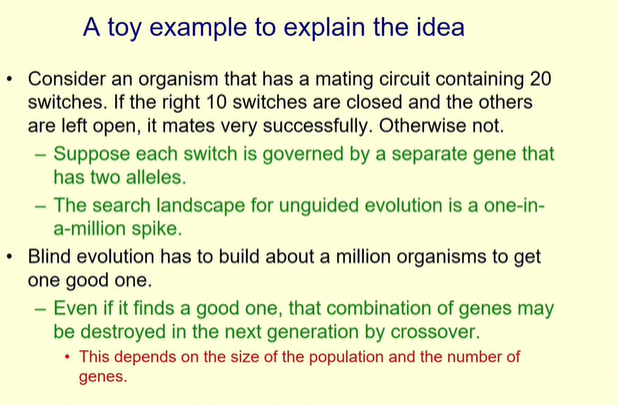 A toy example to explain the idea
• Consider an organism that has a mating circuit containing 20
switches. If the right 10 switches are closed and the others
are left open, it mates very successfully. Otherwise not.
– Suppose each switch is governed by a separate gene that
has two alleles.
– The search landscape for unguided evolution is a one-in-
a-million spike.
• Blind evolution has to build about a million organisms to get
one good one.
– Even if it finds a good one, that combination of genes may
be destroyed in the next generation by crossover.
• This depends on the size of the population and the number of
genes.